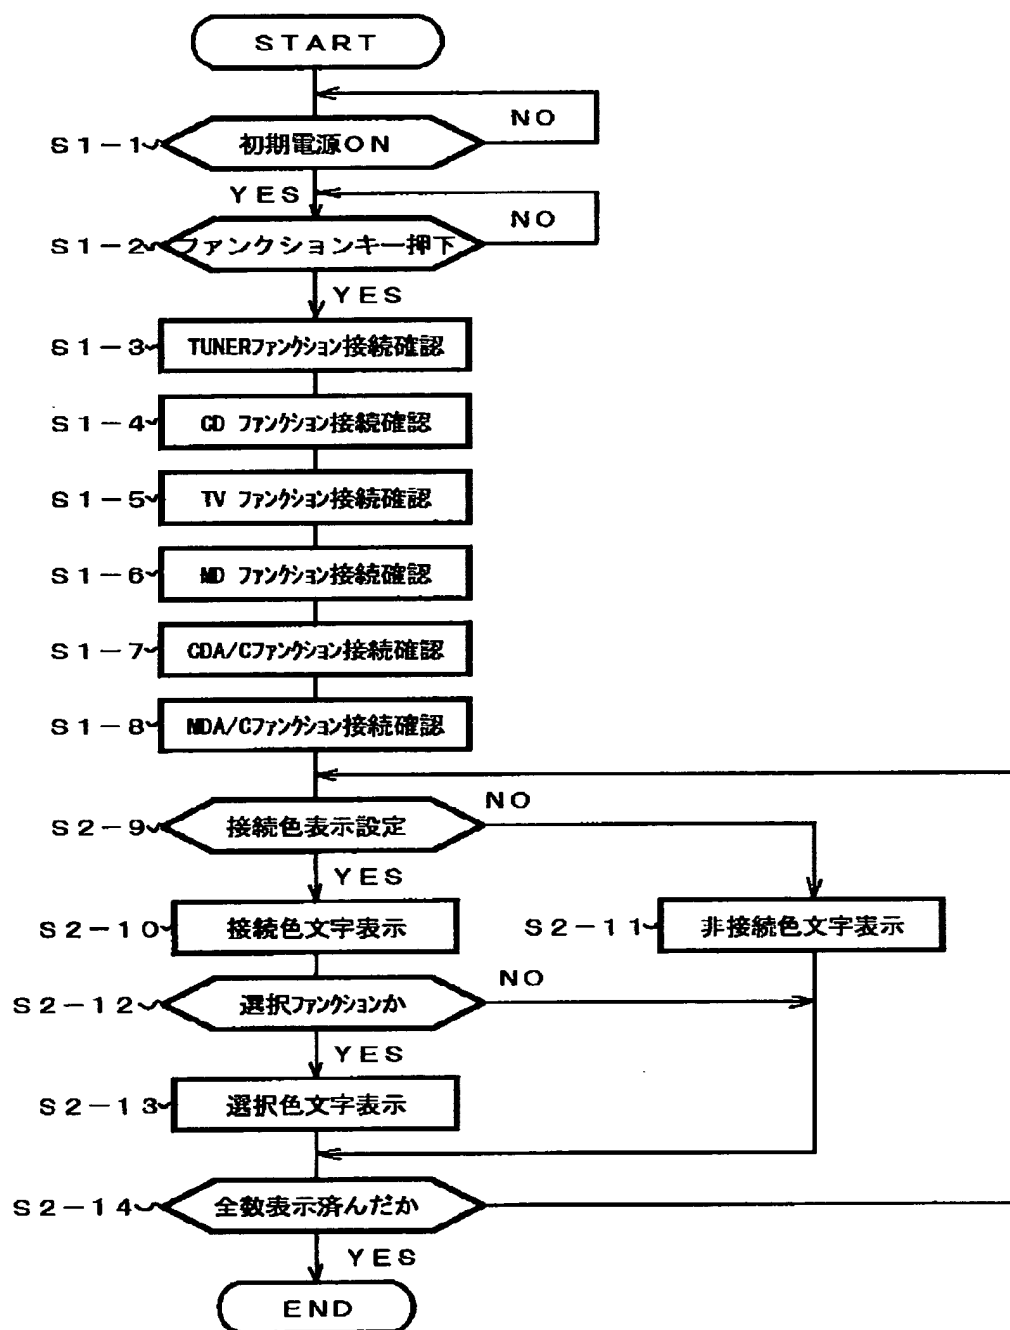 START
NO
S1-1 初期電源ON
YES
NO
S1-2 ファンクションキー押下
YES
S1-3 TUNERファンクション接続確認
S1-4 CD ファンクション接続確認
S1-5 TV ファンクション接続確認
S1-6 MD ファンクション接続確認
S1-7 CDA/Cファンクション接続確認
S1-8 MDA/Cファンクション接続確認
NO
S2-9 接続色表示設定
YES
S2-10 接続色文字表示
S2-11 非接続色文字表示
NO
S2-12 選択ファンクションか
YES
S2-13 選択色文字表示
S2-14 全数表示済んだか
YES
END